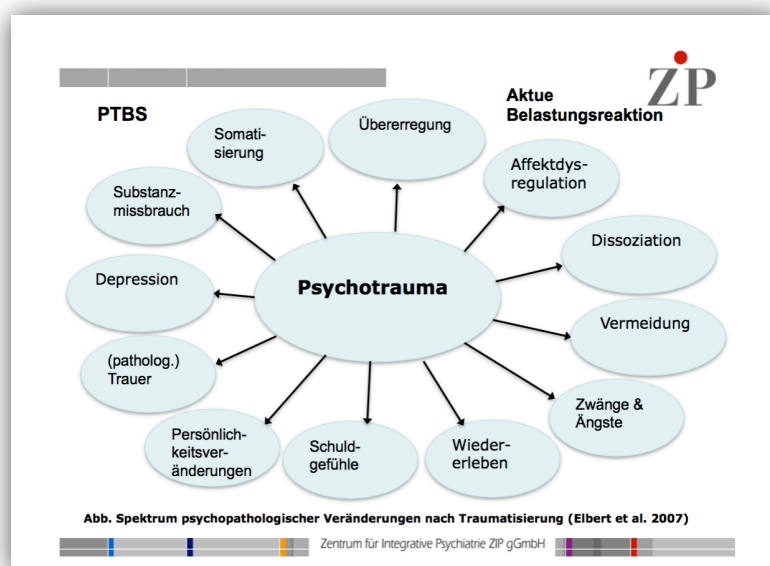 ZIP
PTBS
Aktue
Belastungsreaktion
Somati-
sierung
Übererregung
Affektdys-
regulation
Substanz-
missbrauch
Dissoziation
Depression
Psychotrauma
Vermeidung
(patholog.)
Trauer
Zwänge &
Ängste
Persönlich-
keitsver-
änderungen
Schuld-
gefühle
Wieder-
erleben
Abb. Spektrum psychopathologischer Veränderungen nach Traumatisierung (Elbert et al. 2007)
Zentrum für Integrative Psychiatrie ZIP gGmbH